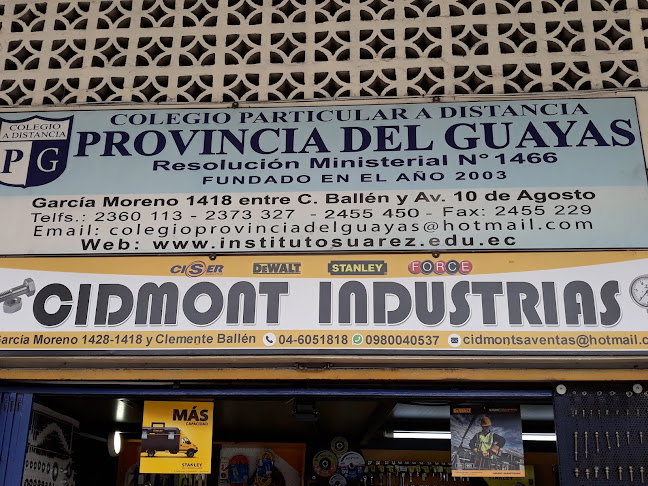 COLEGIO
A DISTANCIA
PG
COLEGIO PARTICULAR A DISTANCIA
PROVINCIA DEL GUAYAS
Resolución Ministerial N° 1466
FUNDADO EN EL AÑO 2003
García Moreno 1418 entre C. Ballén y Av. 10 de Agosto
Telfs.: 2360 113 - 2373 327 - 2455 450 - Fax: 2455 229
Email: colegioprovinciadelguayas@hotmail.com
Web: www.institutosuarez.edu.ec
CISER DEWALT STANLEY FORCE
CIDMONT INDUSTRIAS
García Moreno 1428-1418 y Clemente Ballén 04-6051818 0980040537 cidmontsaventas@hotmail.c
MÁS
CAPACIDAD
STANLEY
DEWALT